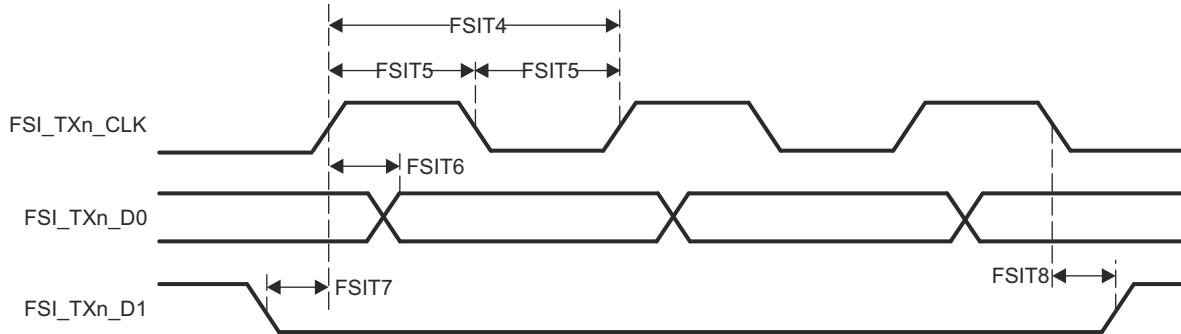 FSIT4
FSIT5 FSIT5
FSI_TXn_CLK
FSIT6
FSI_TXn_D0
FSIT8
FSIT7
FSI_TXn_D1